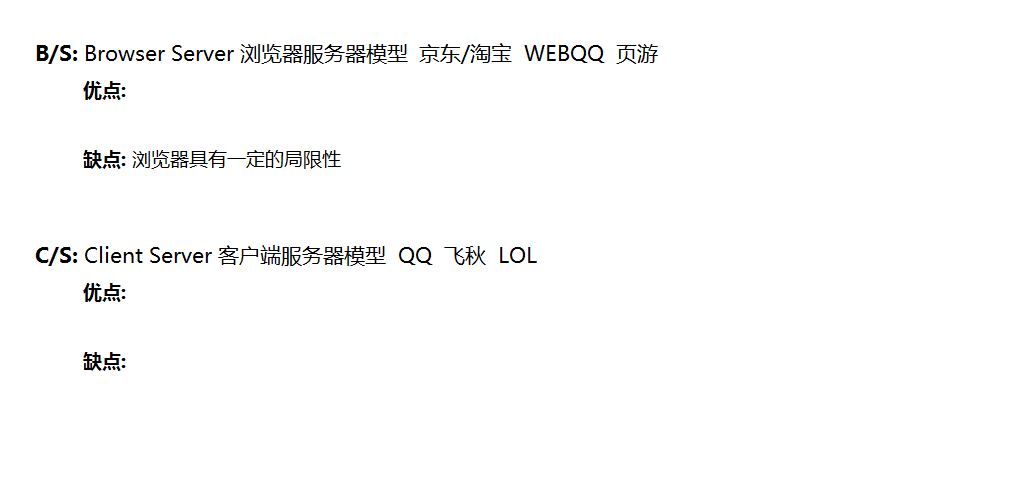 B/S: Browser Server 浏览器服务器模型 京东/淘宝 WEBQQ 页游
优点:
缺点: 浏览器具有一定的局限性
C/S: Client Server 客户端服务器模型 QQ 飞秋 LOL
优点:
缺点: